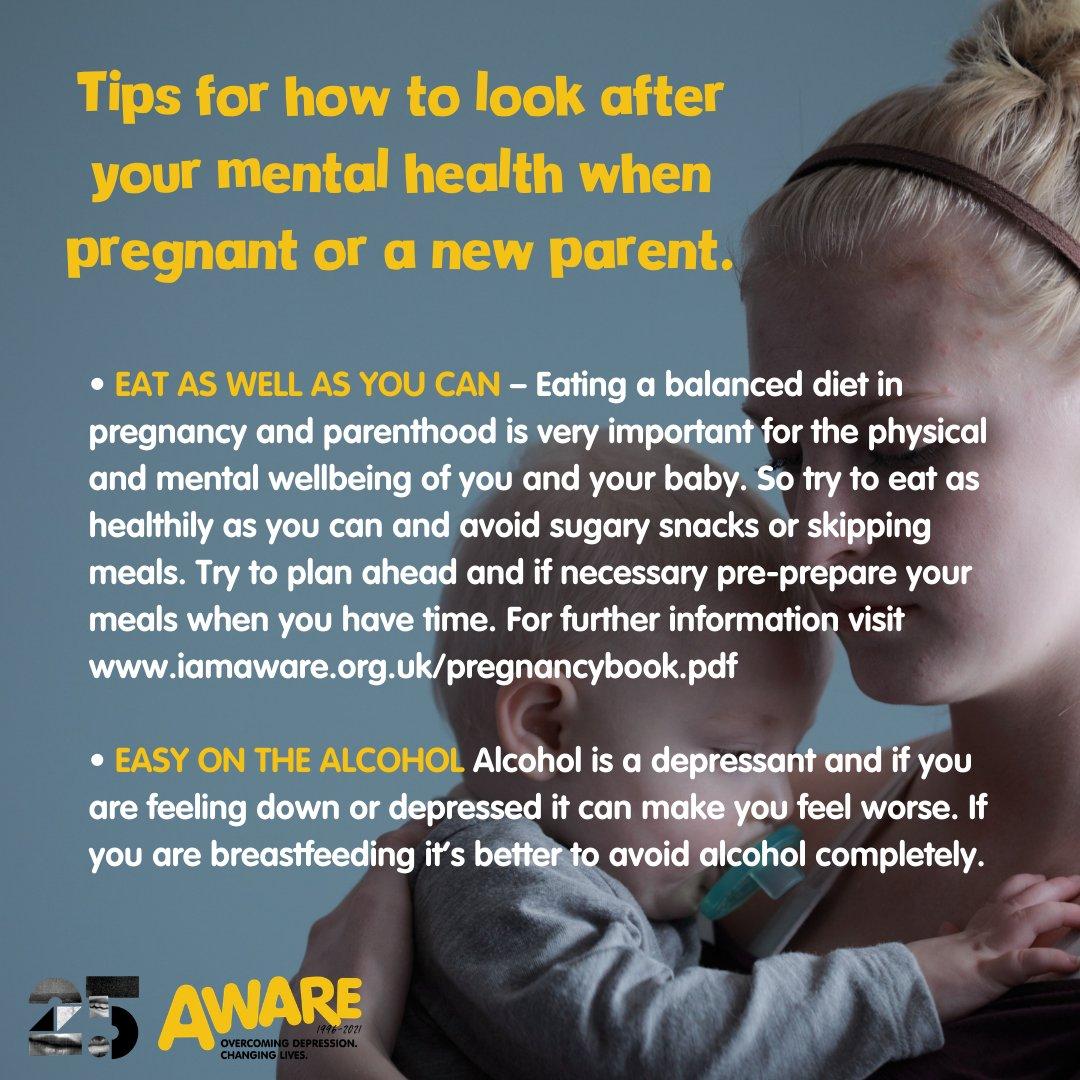 Tips for how to look after
your mental health when
pregnant or a new parent.
• EAT AS WELL AS YOU CAN – Eating a balanced diet in
pregnancy and parenthood is very important for the physical
and mental wellbeing of you and your baby. So try to eat as
healthily as you can and avoid sugary snacks or skipping
meals. Try to plan ahead and if necessary pre-prepare your
meals when you have time. For further information visit
www.iamaware.org.uk/pregnancybook.pdf
• EASY ON THE ALCOHOL Alcohol is a depressant and if you
are feeling down or depressed it can make you feel worse. If
you are breastfeeding it’s better to avoid alcohol completely.
25 AWARE
1996-2021
OVERCOMING DEPRESSION.
CHANGING LIVES.